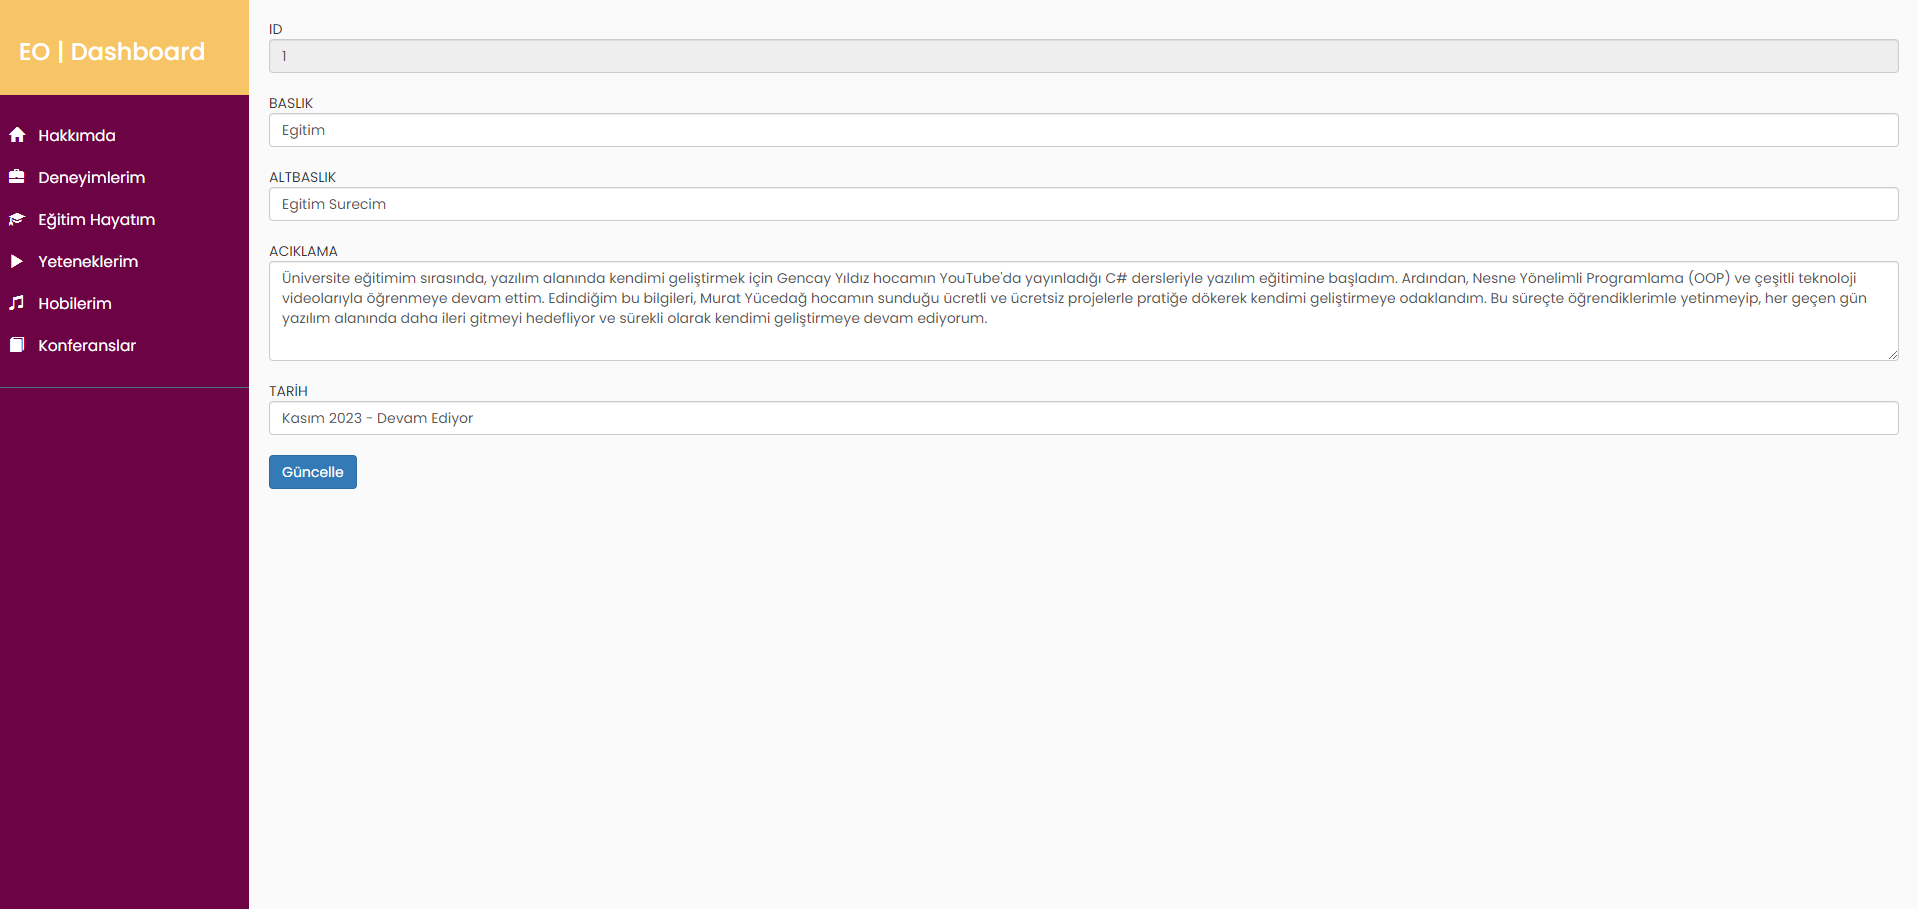 EO | Dashboard
Hakkımda
Deneyimlerim
Eğitim Hayatım
Yeteneklerim
Hobilerim
Konferanslar
ID
1
BASLIK
Egitim
ALTBASLIK
Egitim Surecim
ACIKLAMA
Üniversite eğitimim sırasında, yazılım alanında kendimi geliştirmek için Gencay Yıldız hocamın YouTube'da yayınladığı C# dersleriyle yazılım eğitimine başladım. Ardından, Nesne Yönelimli Programlama (OOP) ve çeşitli teknoloji
videolarıyla öğrenmeye devam ettim. Edindiğim bu bilgileri, Murat Yücedağ hocamın sunduğu ücretli ve ücretsiz projelerle pratiğe dökerek kendimi geliştirmeye odaklandım. Bu süreçte öğrendiklerimle yetinmeyip, her geçen gün
yazılım alanında daha ileri gitmeyi hedefliyor ve sürekli olarak kendimi geliştirmeye devam ediyorum.
TARİH
Kasım 2023 - Devam Ediyor
Güncelle